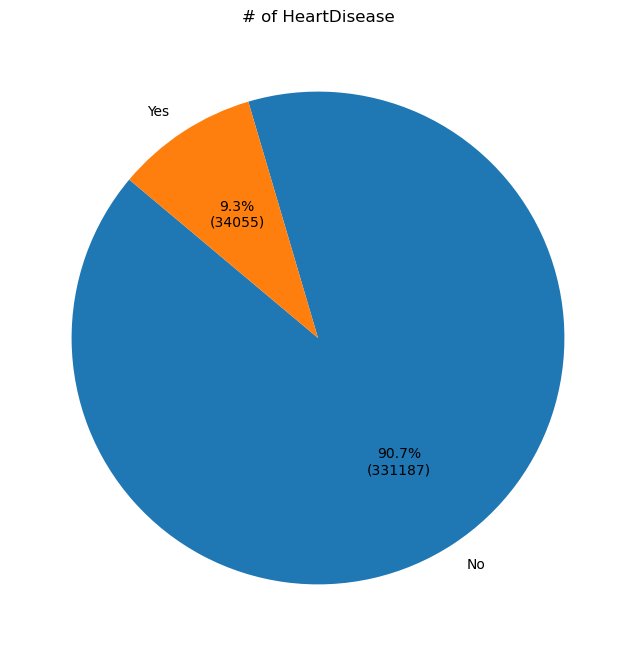 # of HeartDisease
Yes
9.3%
(34055)
90.7%
(331187)
No